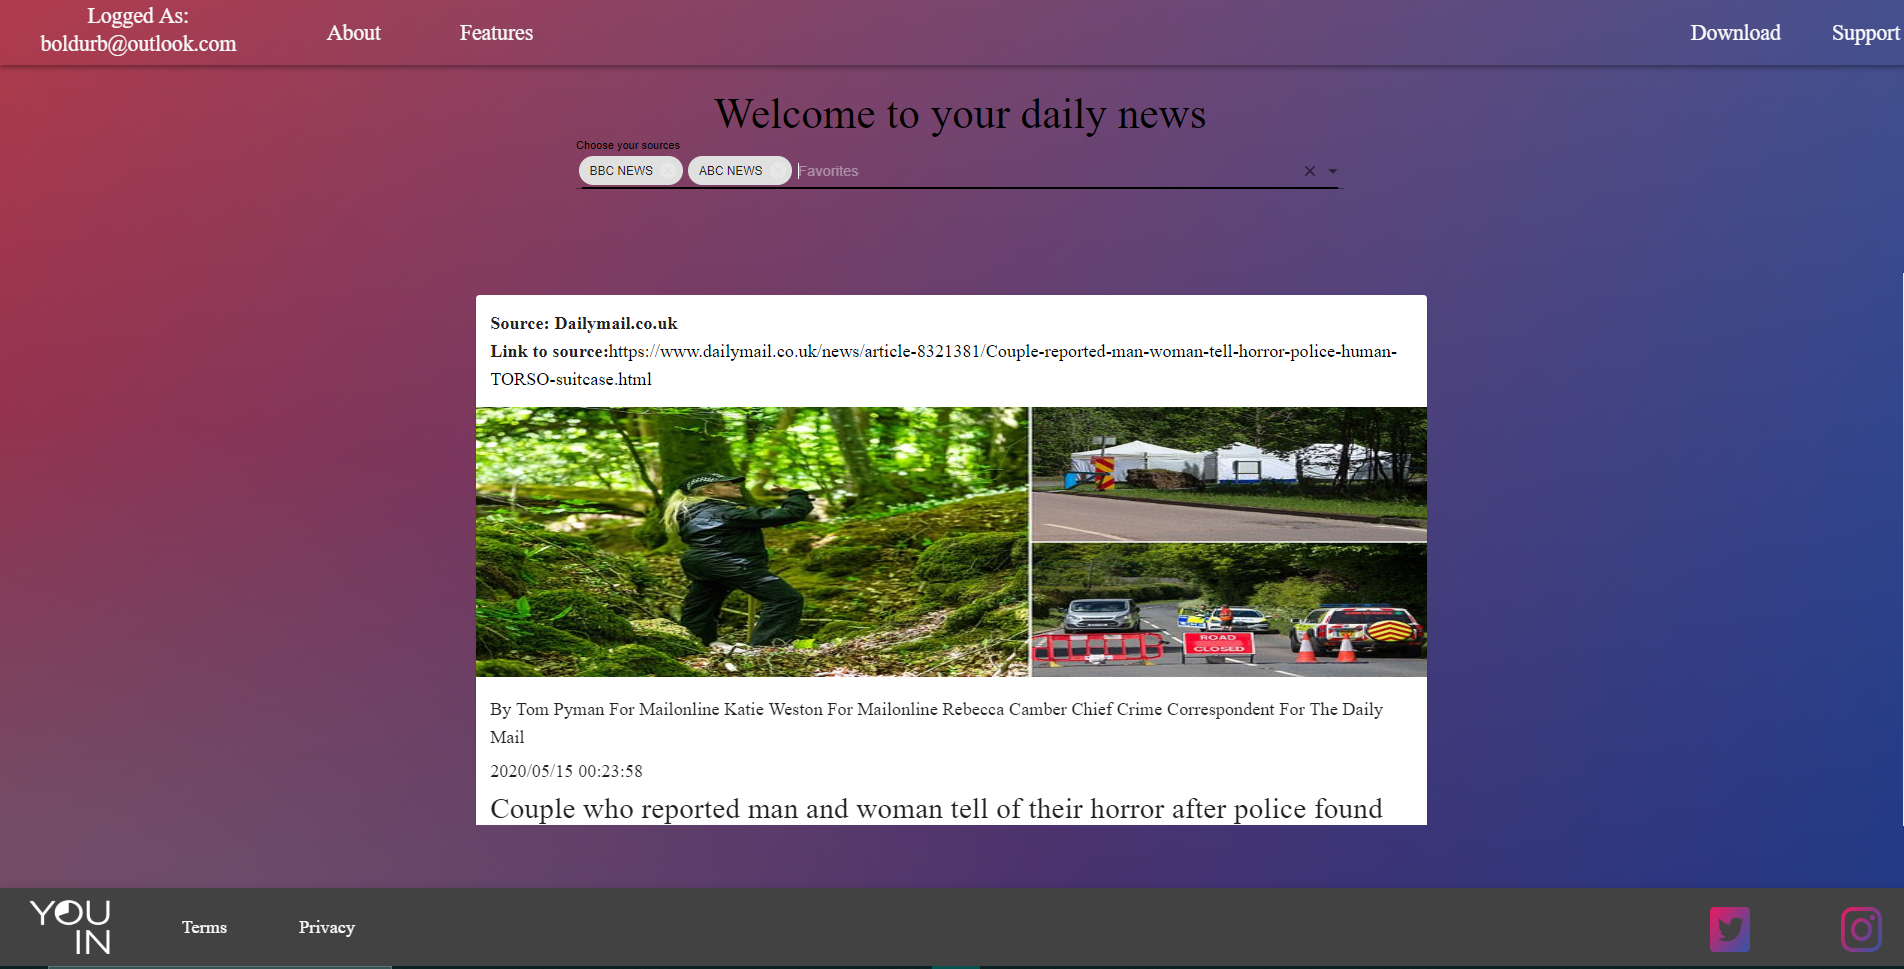 Logged As:
boldurb@outlook.com
About
Features
Download
Support
Welcome to your daily news
Choose your sources
BBC NEWS
ABC NEWS
Favorites
Source: Dailymail.co.uk
Link to source:https://www.dailymail.co.uk/news/article-8321381/Couple-reported-man-woman-tell-horror-police-human-
TORSO-suitcase.html
ROAD
CLOSED
By Tom Pyman For Mailonline Katie Weston For Mailonline Rebecca Camber Chief Crime Correspondent For The Daily
Mail
2020/05/15 00:23:58
Couple who reported man and woman tell of their horror after police found
YOU
IN
Terms
Privacy